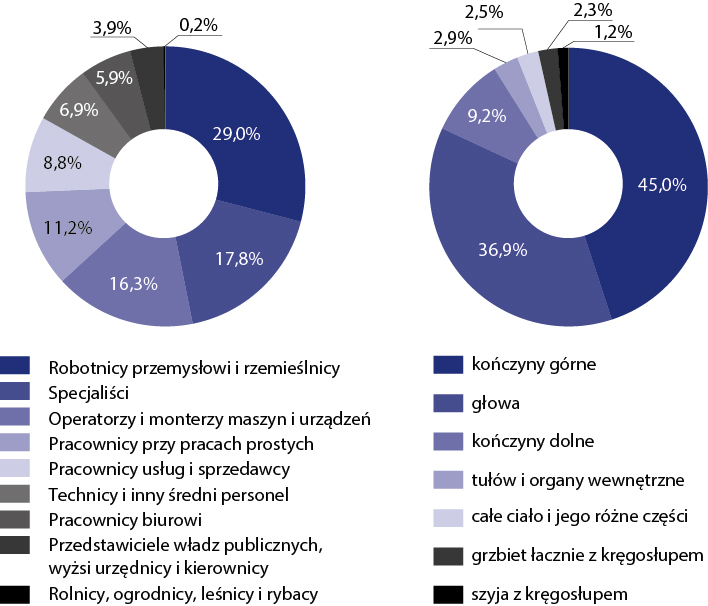 3,9%
0,2%
5,9%
6,9%
29,0%
8,8%
11,2%
17,8%
16,3%
Robotnicy przemysłowi i rzemieślnicy
Specjaliści
Operatorzy i monterzy maszyn i urządzeń
Pracownicy przy pracach prostych
Pracownicy usług i sprzedawcy
Technicy i inny średni personel
Pracownicy biurowi
Przedstawiciele władz publicznych,
wyżsi urzędnicy i kierownicy
Rolnicy, ogrodnicy, leśnicy i rybacy
2,5%
2,3%
2,9%
1,2%
9,2%
45,0%
36,9%
kończyny górne
głowa
kończyny dolne
tułów i organy wewnętrzne
całe ciało i jego różne części
grzbiet łacznie z kręgosłupem
szyja z kręgosłupem